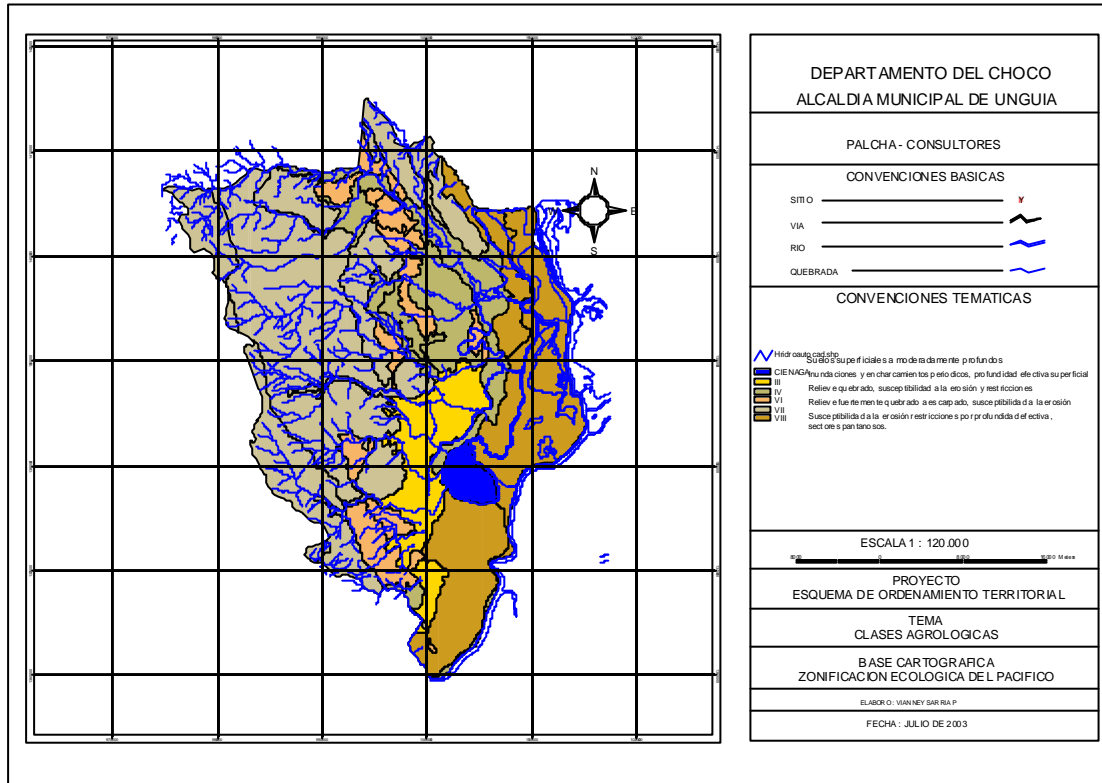 DEPARTAMENTO DEL CHOCO
ALCALDIA MUNICIPAL DE UNGUIA
PALCHA - CONSULTORES
CONVENCIONES BASICAS
SITIO
VIA
RIO
QUEBRADA
CONVENCIONES TEMATICAS
Hidroautocad.shp
Suelos superficiales a moderadamente profundos
CIENAGA
Inundaciones y encharcamientos periodicos, profundidad efectiva superficial
III
IV
Relieve quebrado, susceptibilidad a la erosión y restricciones
VI
Relieve fuertemente quebrado a escarpado, susceptibilidad a la erosión
VII
VIII
Susceptibilidad a la erosión restricciones por profundidad efectiva,
sectores pantanosos.
ESCALA 1 : 120.000
0
8000
Meters
PROYECTO
ESQUEMA DE ORDENAMIENTO TERRITORIAL
TEMA
CLASES AGROLOGICAS
BASE CARTOGRAFICA
ZONIFICACION ECOLOGICA DEL PACIFICO
ELABORO : VIANNEY SARRIA P
FECHA : JULIO DE 2003
N
E
S